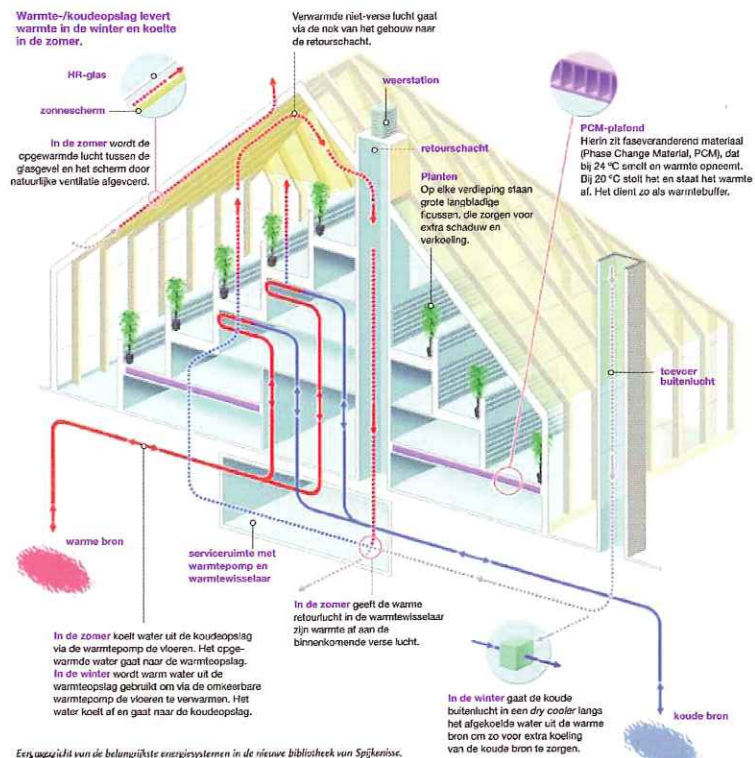 Warmte-/koudeopslag levert
warmte in de winter en koelte
in de zomer.
HR-glas
zonnescherm
In de zomer wordt de
opgewarmde lucht tussen de
glasgevel en het scherm door
natuurlijke ventilatie afgevoerd.
Verwarmde niet-verse lucht gaat
via de nok van het gebouw naar
de retourschacht.
weerstation
retourschacht
Planten
Op elke verdieping staan
grote langbladige
ficussen, die zorgen voor
extra schaduw en
verkoeling.
PCM-plafond
Hierin zit faseveranderend materiaal
(Phase Change Material, PCM), dat
bij 24 °C smelt en warmte opneemt.
Bij 20 °C stolt het en staat het warmte
af. Het dient zo als warmtebuffer.
toevoer
buitenlucht
warme bron
serviceruimte met
warmtepomp en
warmtewisselaar
In de zomer geeft de warme
retourlucht in de warmtewisselaar
zijn warmte af aan de
binnenkomende verse lucht.
In de zomer koelt water uit de koudeopslag
via de warmtepomp de vloeren. Het opge-
warmde water gaat naar de warmteopslag.
In de winter wordt warm water uit de
warmteopslag gebruikt om via de omkeerbare
warmtepomp de vloeren te verwarmen. Het
water koelt af en gaat naar de koudeopslag.
In de winter gaat de koude
buitenlucht in een dry cooler langs
het afgekoelde water uit de warme
bron om zo voor extra koeling
van de koude bron te zorgen.
koude bron
Een overzicht van de belangrijkste energiesystemen in de nieuwe bibliotheek van Spijkenisse.